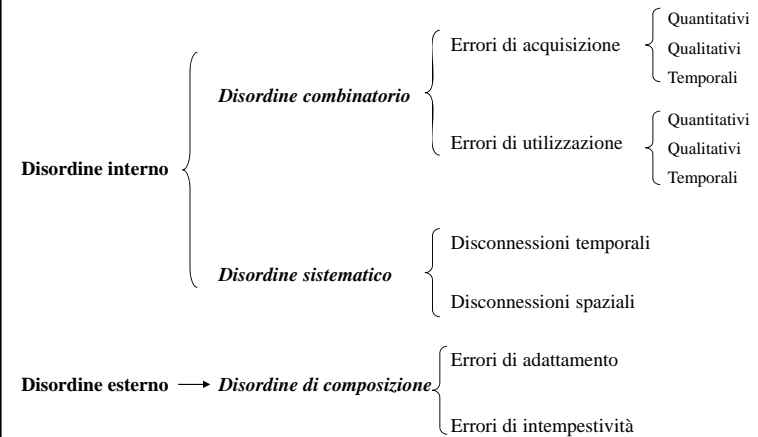 Quantitativi
Errori di acquisizione
Qualitativi
Temporali
Disordine combinatorio
Quantitativi
Errori di utilizzazione
Qualitativi
Temporali
Disordine interno
Disconnessioni temporali
Disordine sistematico
Disconnessioni spaziali
Errori di adattamento
Disordine esterno
Disordine di composizione
Errori di intempestività